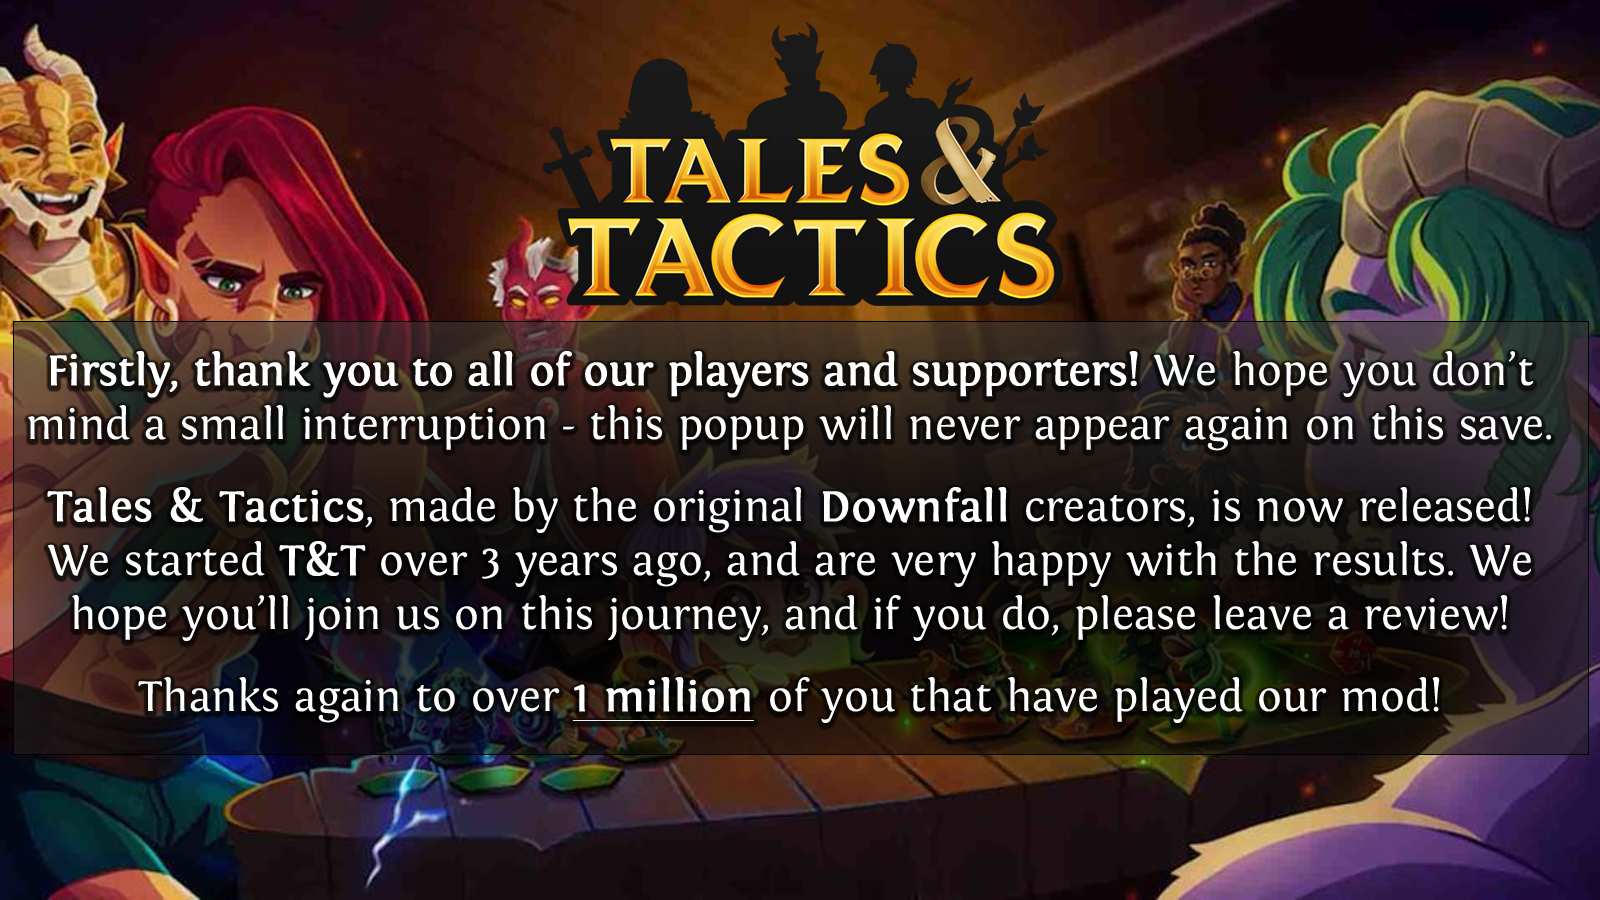 TALES &
TACTICS
Firstly, thank you to all of our players and supporters! We hope you don’t
mind a small interruption - this popup will never appear again on this save.
Tales & Tactics, made by the original Downfall creators, is now released!
We started T&T over 3 years ago, and are very happy with the results. We
hope you’ll join us on this journey, and if you do, please leave a review!
Thanks again to over 1 million of you that have played our mod!